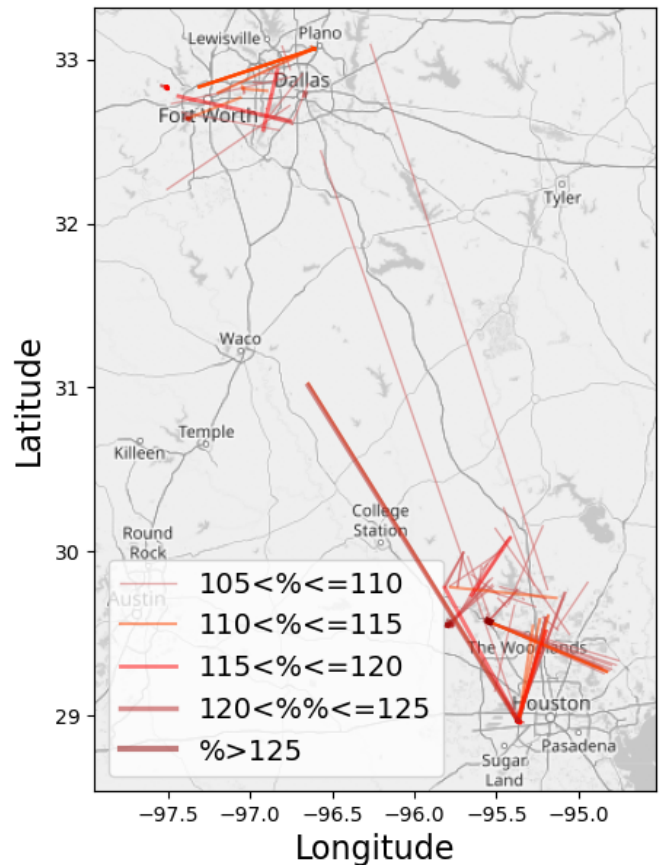 33
32
31
30
29
Latitude
Lewisville
Plano
Dallas
Fort Worth
Tyler
Waco
Temple
Killeen
College
Station
Round
Rock
Austin
The Woodlands
Houston
Pasadena
Sugar
Land
105<%<=110
110<%<=115
115<%<=120
120<%%<=125
%>125
−97.5 −97.0 −96.5 −96.0 −95.5 −95.0
Longitude